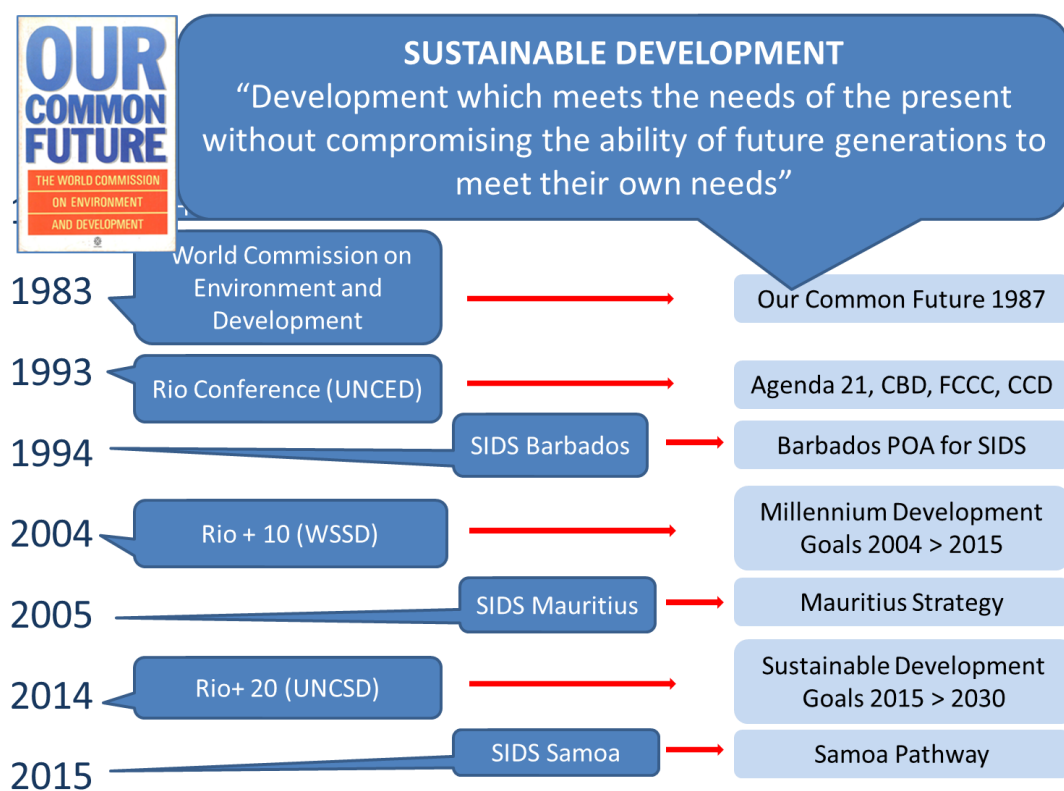 OUR
COMMON
FUTURE
THE WORLD COMMISSION
ON ENVIRONMENT
AND DEVELOPMENT
SUSTAINABLE DEVELOPMENT
“Development which meets the needs of the present
without compromising the ability of future generations to
meet their own needs”
1983
World Commission on
Environment and
Development
Our Common Future 1987
1993
Rio Conference (UNCED)
Agenda 21, CBD, FCCC, CCD
1994
SIDS Barbados
Barbados POA for SIDS
2004
Rio + 10 (WSSD)
Millennium Development
Goals 2004 > 2015
2005
SIDS Mauritius
Mauritius Strategy
2014
Rio+ 20 (UNCSD)
Sustainable Development
Goals 2015 > 2030
2015
SIDS Samoa
Samoa Pathway